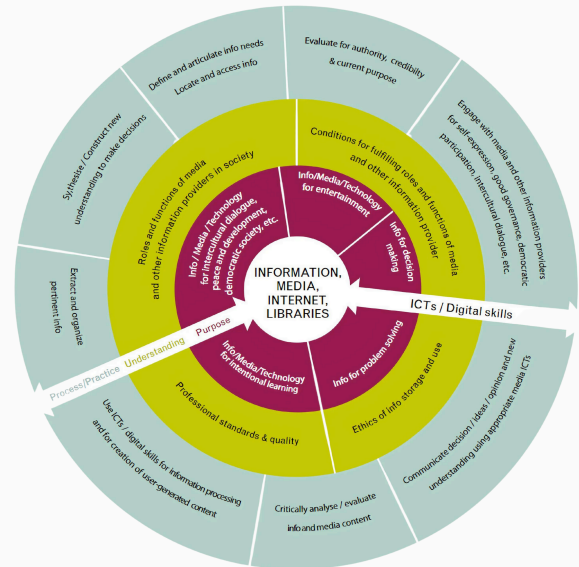 Define and articulate info needs
Locate and access info
Evaluate for authority, credibilty
& current purpose
Engage with media and other information providers
for self-expression, good governance, democratic
participation, intercultural dialogue, etc.
Communicate decision / ideas / opinion and new
understanding using appropriate media ICTs
Critically analyse / evaluate
info and media content
Use ICTs / digital skills for information processing
and for creation of user-generated content
Extract and organize
pertinent info
Sythesise / Construct new
understanding to make decisions
Roles and functions of media
and other information providers in society
Conditions for fulfilling roles and functions of media
and other information provider
Ethics of info storage and use
Professional standards & quality
Info / Media / Technology
for intercultural dialogue,
peace and development,
democratic society, etc.
Info/Media/Technology
for entertainment
Info for decision
making
Info for problem solving
Info/Media/Technology
for intentional learning
INFORMATION,
MEDIA,
INTERNET,
LIBRARIES
ICTs / Digital skills
Process/Practice Understanding Purpose